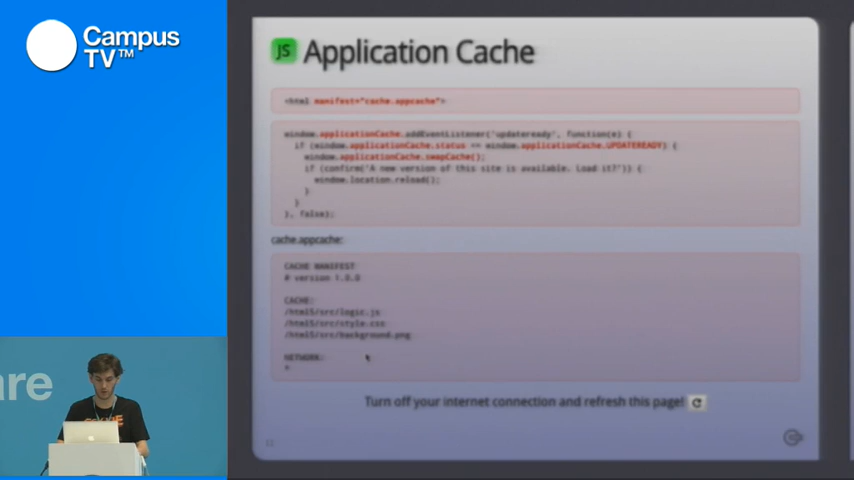 Campus
TV™
JS Application Cache
<html manifest="cache.appcache">
window.applicationCache.addEventListener('updateready', function(e) {
if (window.applicationCache.status == window.applicationCache.UPDATEREADY) {
window.applicationCache.swapCache();
if (confirm('A new version of this site is available. Load it?')) {
window.location.reload();
}
}
}, false);
cache.appcache:
CACHE MANIFEST
# version 1.0.0
CACHE:
/html5/src/logic.js
/html5/src/style.css
/html5/src/background.png
NETWORK:
*
Turn off your internet connection and refresh this page!
are